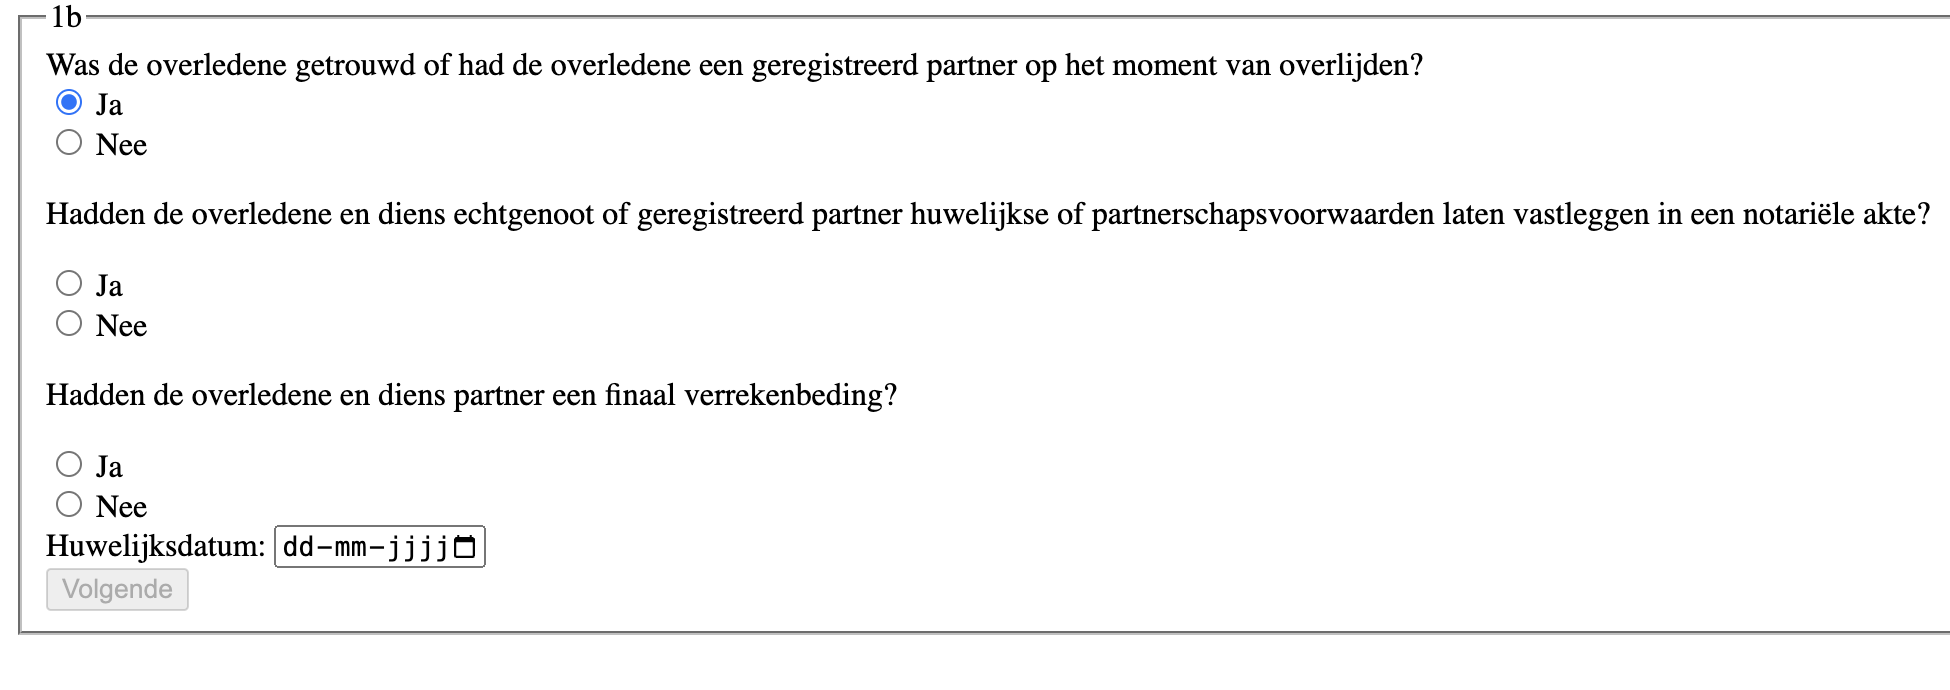 1b
Was de overledene getrouwd of had de overledene een geregistreerd partner op het moment van overlijden?
Ja
Nee
Hadden de overledene en diens echtgenoot of geregistreerd partner huwelijkse of partnerschapsvoorwaarden laten vastleggen in een notariële akte?
Ja
Nee
Hadden de overledene en diens partner een finaal verrekenbeding?
Ja
Nee
Huwelijksdatum: dd-mm-jjjj
Volgende